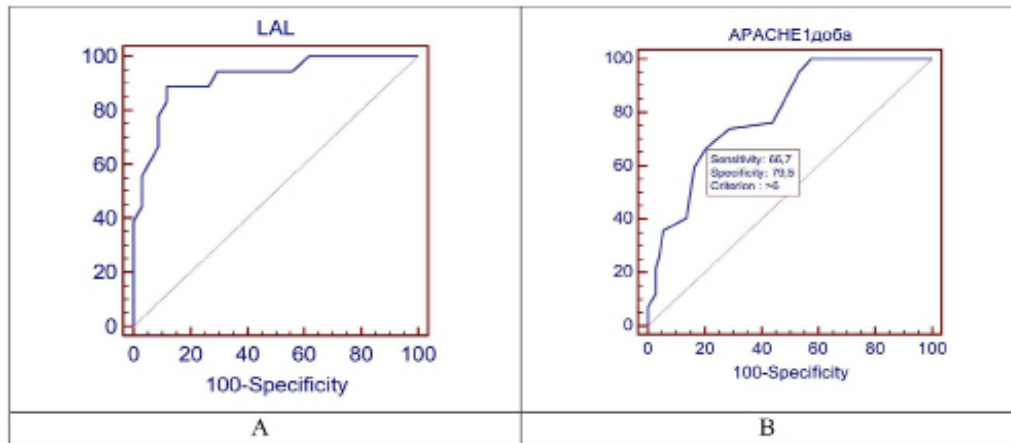 LAL
100
80
60
40
20
0
0 20 40 60 80 100
100-Specificity
A
APACHE1доба
100
80
60
40
20
0
Sensitivity: 66,7
Specificity: 79,5
Criterion : >6
0 20 40 60 80 100
100-Specificity
B